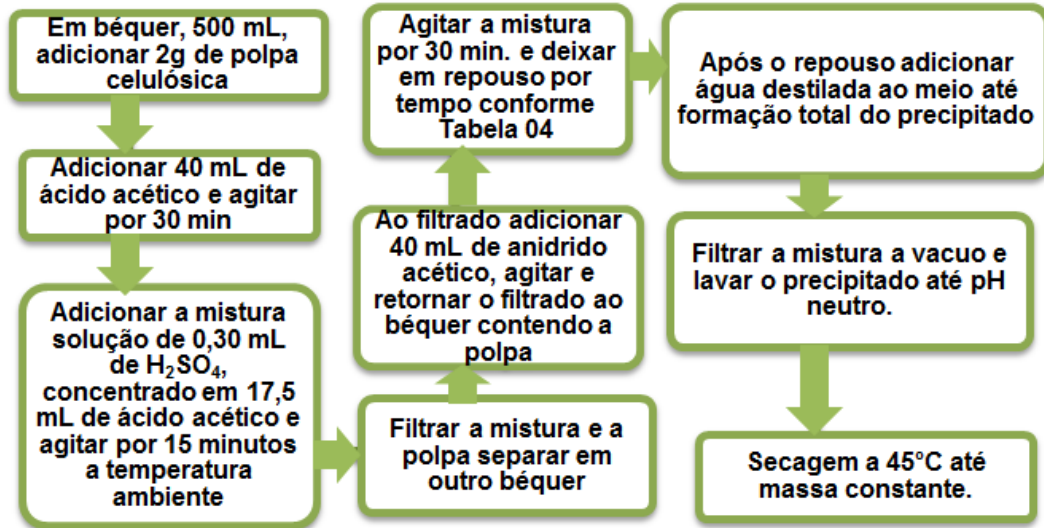 Em béquer, 500 mL,
adicionar 2g de polpa
celulósica
Adicionar 40 mL de
ácido acético e agitar
por 30 min
Adicionar a mistura
solução de 0,30 mL
de H₂SO₄,
concentrado em 17,5
mL de ácido acético e
agitar por 15 minutos
a temperatura
ambiente
Filtrar a mistura e a
polpa separar em
outro béquer
Ao filtrado adicionar
40 mL de anidrido
acético, agitar e
retornar o filtrado ao
béquer contendo a
polpa
Agitar a mistura
por 30 min. e deixar
em repouso por
tempo conforme
Tabela 04
Após o repouso adicionar
água destilada ao meio até
formação total do precipitado
Filtrar a mistura a vacuo e
lavar o precipitado até pH
neutro.
Secagem a 45°C até
massa constante.